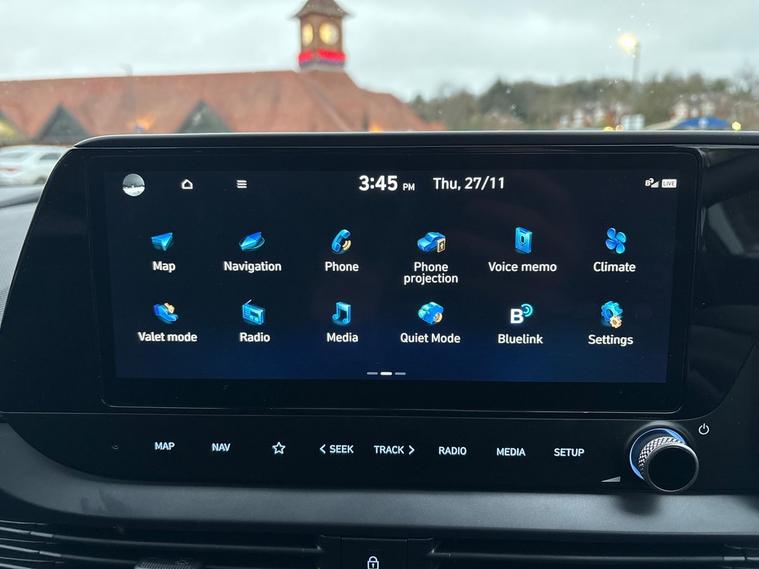 3:45 PM Thu, 27/11 LIVE
Map Navigation Phone Phone projection Voice memo Climate
Valet mode Radio Media Quiet Mode B Bluelink Settings
MAP NAV SEEK TRACK RADIO MEDIA SETUP